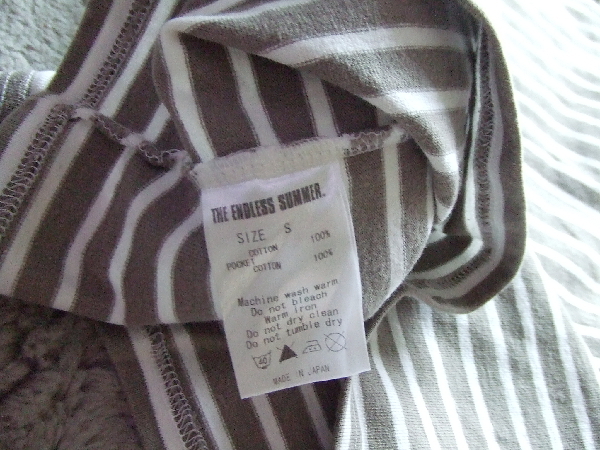 THE ENDLESS SUMMER.
SIZE S
COTTON 100%
POCKET COTTON 100%
Machine wash warm
Do not bleach
Warm iron
Do not dry clean
Do not tumble dry
40
MADE IN JAPAN